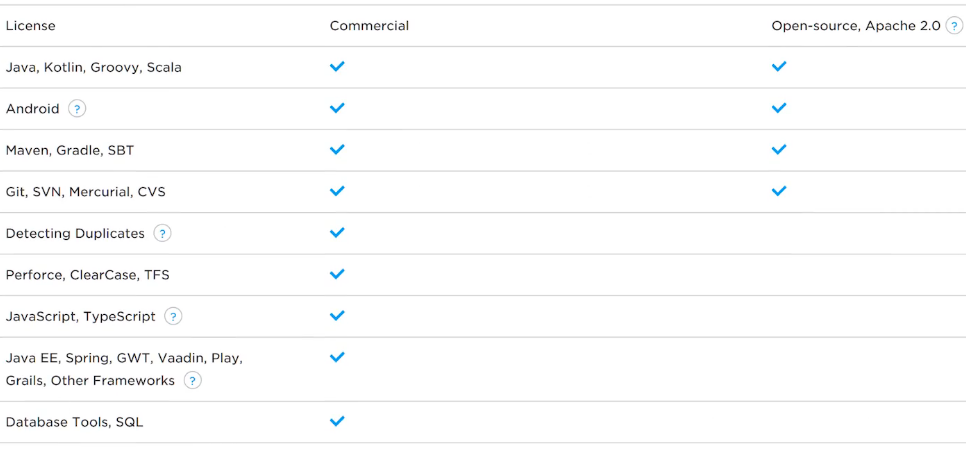 License Commercial Open-source, Apache 2.0 ?
Java, Kotlin, Groovy, Scala
Android ?
Maven, Gradle, SBT
Git, SVN, Mercurial, CVS
Detecting Duplicates ?
Perforce, ClearCase, TFS
JavaScript, TypeScript ?
Java EE, Spring, GWT, Vaadin, Play,
Grails, Other Frameworks ?
Database Tools, SQL